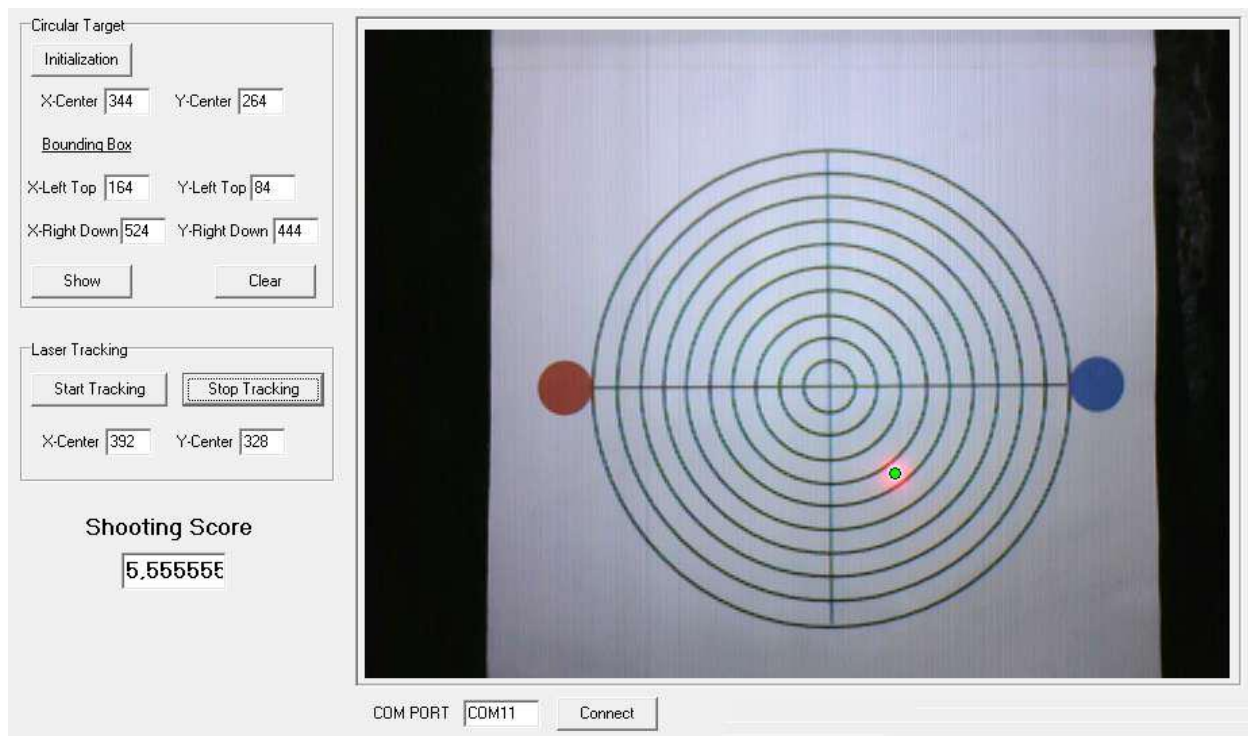 Circular Target
Initialization
X-Center 344 Y-Center 264
Bounding Box
X-Left Top 164 Y-Left Top 84
X-Right Down 524 Y-Right Down 444
Show Clear
Laser Tracking
Start Tracking Stop Tracking
X-Center 392 Y-Center 328
Shooting Score
5,555555
COM PORT COM11 Connect